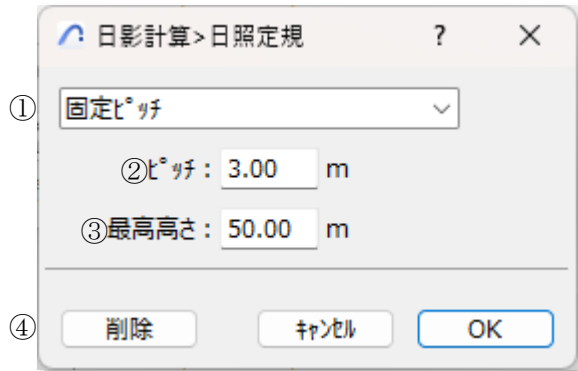 日影計算>日照定規 ? ×
① 固定ﾋﾟｯﾁ
②ﾋﾟｯﾁ : 3.00 m
③最高高さ : 50.00 m
④ 削除 ｷｬﾝｾﾙ OK